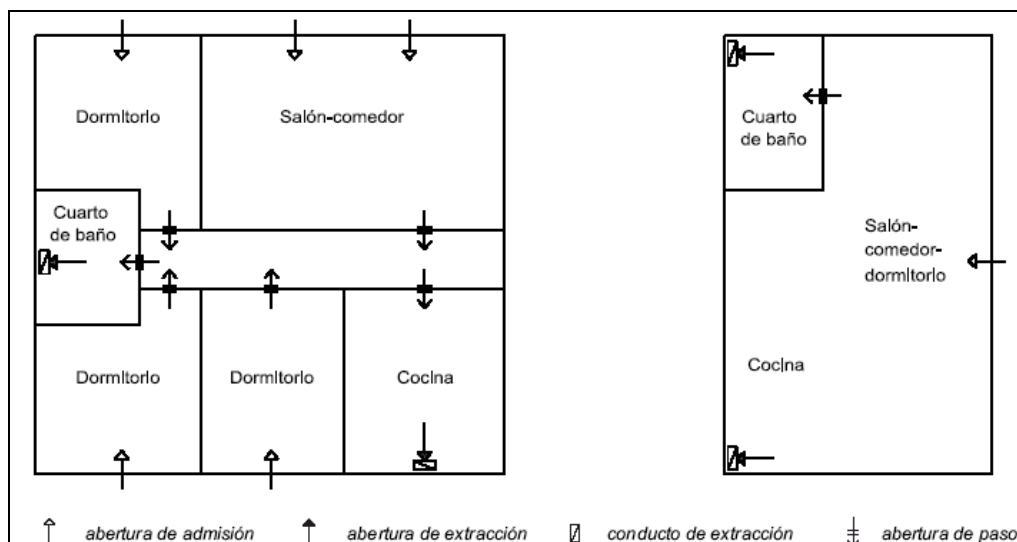 Dormitorio
Salón-comedor
Cuarto
de baño
Dormitorio
Dormitorio
Cocina
Cuarto
de baño
Salón-
comedor-
dormitorio
Cocina
abertura de admisión
abertura de extracción
conducto de extracción
abertura de paso